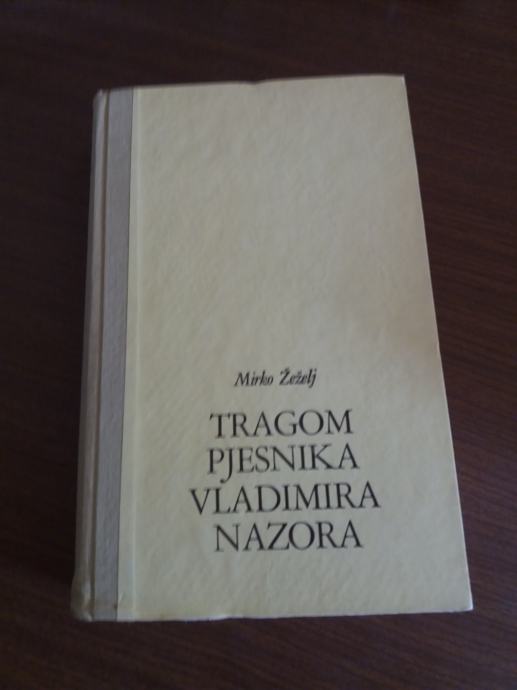 Mirko Žeželj
TRAGOM
PJESNIKA
VLADIMIRA
NAZORA